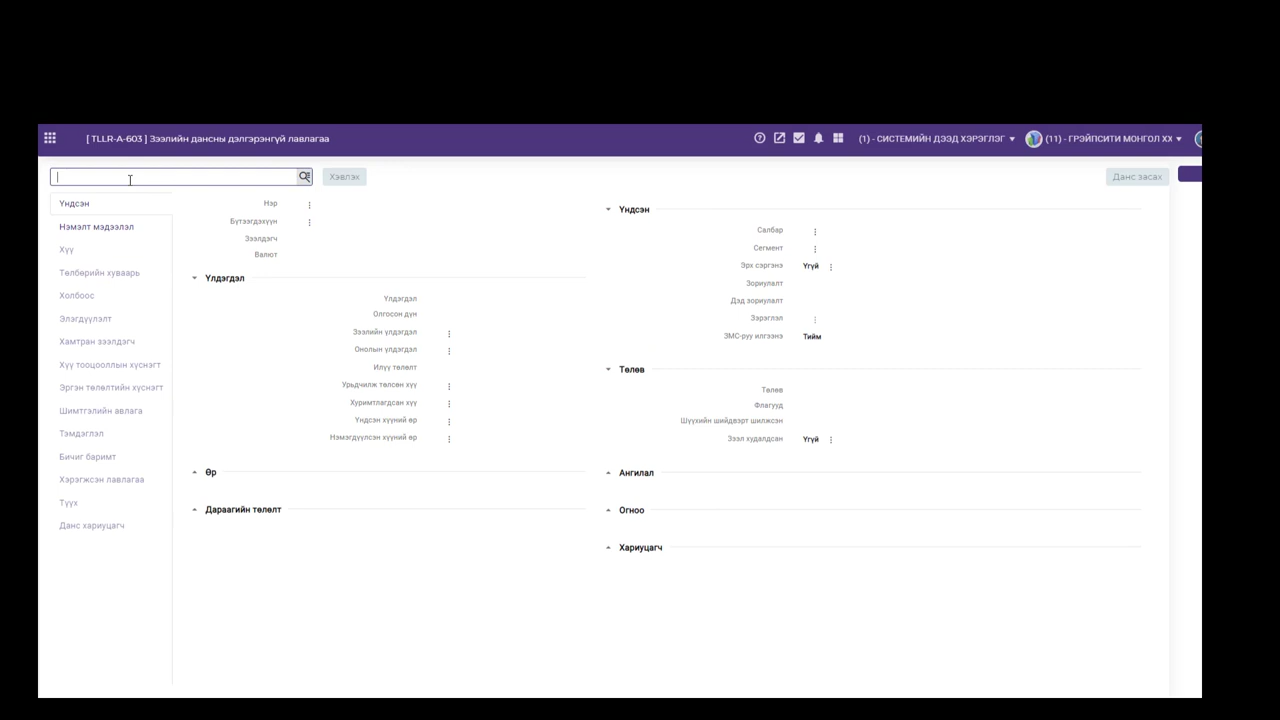 [ TLLR-A-603 ] Зээлийн дансны дэлгэрэнгүй лавлагаа
(1) - СИСТЕМИЙН ДЭЭД ХЭРЭГЛЭГ
(11) - ГРЭЙПСИТИ МОНГОЛ ХХ
Хэвлэх
Данс засах
Үндсэн
Нэмэлт мэдээлэл
Хүү
Төлбөрийн хуваарь
Холбоос
Элэгдүүлэлт
Хамтран зээлдэгч
Хүү тооцооллын хүснэгт
Эргэн төлөлтийн хүснэгт
Шимтгэлийн авлага
Тэмдэглэл
Бичиг баримт
Хэрэгжсэн лавлагаа
Түүх
Данс хариуцагч
Нэр
Бүтээгдэхүүн
Зээлдэгч
Валют
Үлдэгдэл
Үлдэгдэл
Олгосон дүн
Зээлийн үлдэгдэл
Онолын үлдэгдэл
Илүү төлөлт
Урьдчилж төлсөн хүү
Хуримтлагдсан хүү
Үндсэн хүүний өр
Нэмэгдүүлсэн хүүний өр
Өр
Дараагийн төлөлт
Үндсэн
Салбар
Сегмент
Эрх сэргэнэ Үгүй
Зориулалт
Дэд зориулалт
Зэрэглэл
ЗМС-руу илгээнэ Тийм
Төлөв
Төлөв
Флагууд
Шүүхийн шийдвэрт шилжсэн
Зээл худалдсан Үгүй
Ангилал
Огноо
Хариуцагч